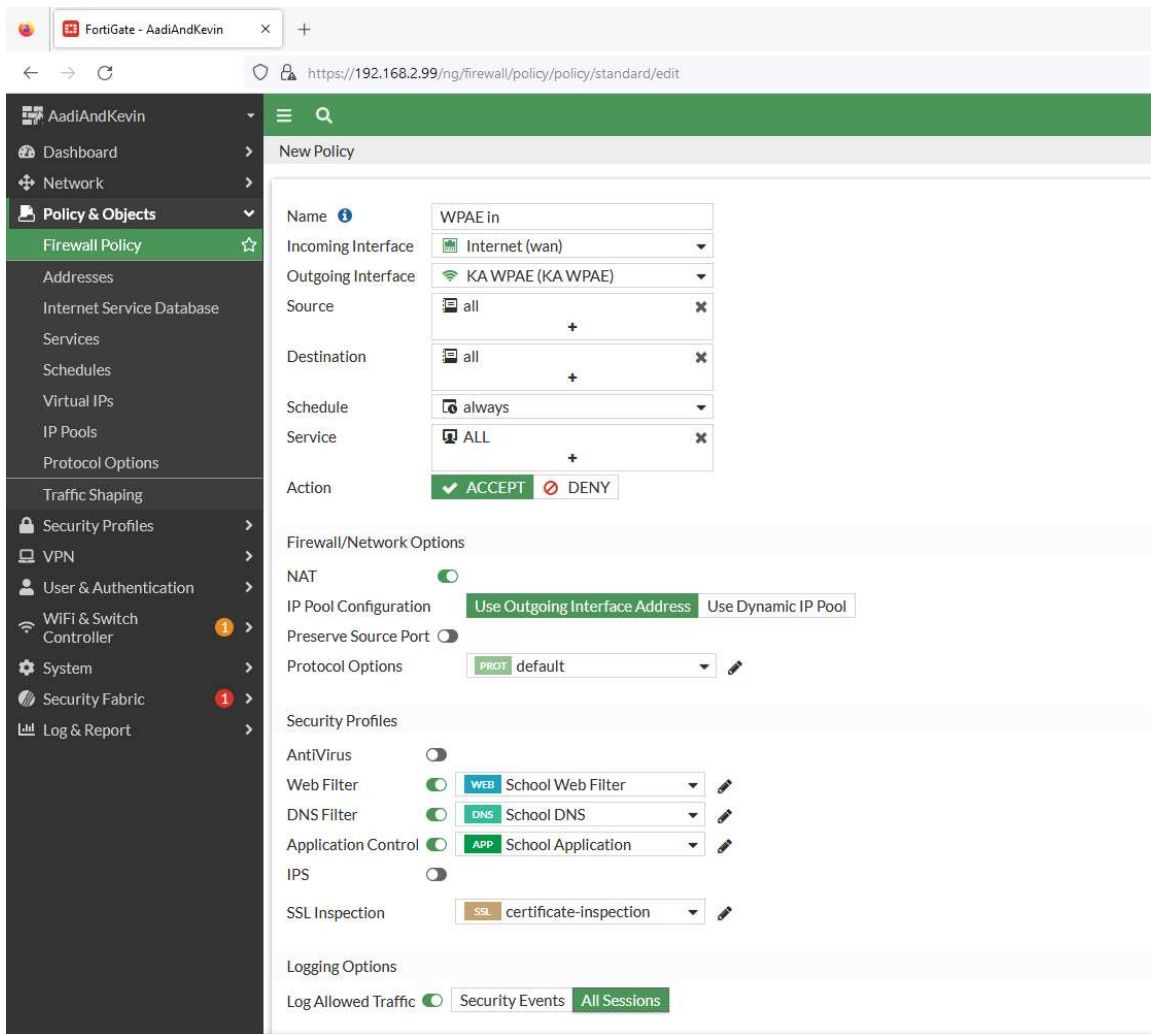 FortiGate - AadiAndKevin
https://192.168.2.99/ng/firewall/policy/policy/standard/edit
AadiAndKevin
Dashboard
Network
Policy & Objects
Firewall Policy
Addresses
Internet Service Database
Services
Schedules
Virtual IPs
IP Pools
Protocol Options
Traffic Shaping
Security Profiles
VPN
User & Authentication
WiFi & Switch
Controller 1
System
Security Fabric 1
Log & Report
New Policy
Name WPAE in
Incoming Interface Internet (wan)
Outgoing Interface KA WPAE (KA WPAE)
Source all
Destination all
Schedule always
Service ALL
Action ACCEPT DENY
Firewall/Network Options
NAT
IP Pool Configuration Use Outgoing Interface Address Use Dynamic IP Pool
Preserve Source Port
Protocol Options PROT default
Security Profiles
AntiVirus
Web Filter WEB School Web Filter
DNS Filter DNS School DNS
Application Control APP School Application
IPS
SSL Inspection SSL certificate-inspection
Logging Options
Log Allowed Traffic Security Events All Sessions